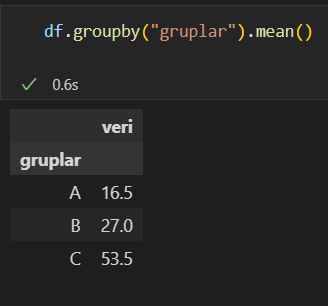 df.groupby("gruplar").mean()
0.6s
veri
gruplar
A 16.5
B 27.0
C 53.5